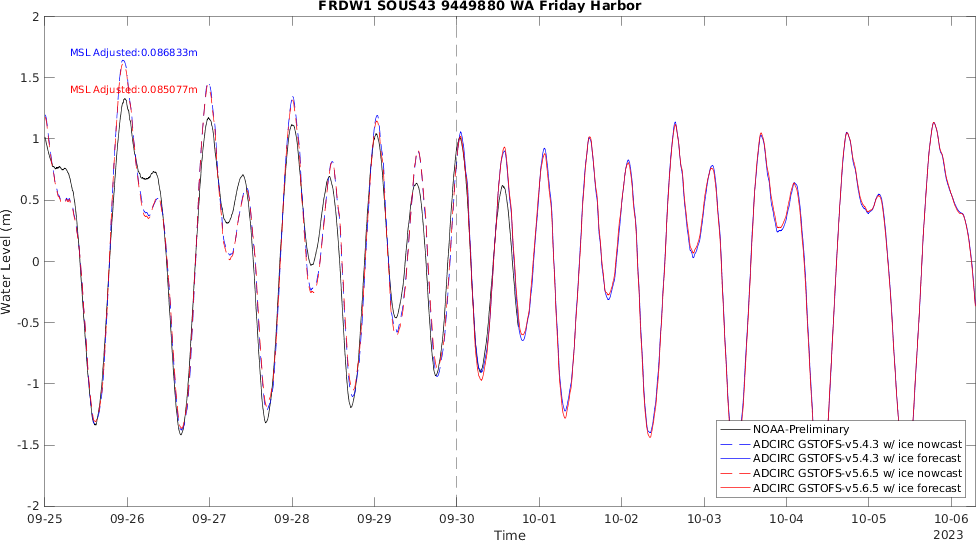 FRDW1 SOUS43 9449880 WA Friday Harbor
MSL Adjusted:0.086833m
MSL Adjusted:0.085077m
Water Level (m)
2
1.5
1
0.5
0
-0.5
-1
-1.5
-2
NOAA-Preliminary
ADCIRC GSTOFS-v5.4.3 w/ ice nowcast
ADCIRC GSTOFS-v5.4.3 w/ ice forecast
ADCIRC GSTOFS-v5.6.5 w/ ice nowcast
ADCIRC GSTOFS-v5.6.5 w/ ice forecast
09-25 09-26 09-27 09-28 09-29 09-30 10-01 10-02 10-03 10-04 10-05 10-06
2023
Time